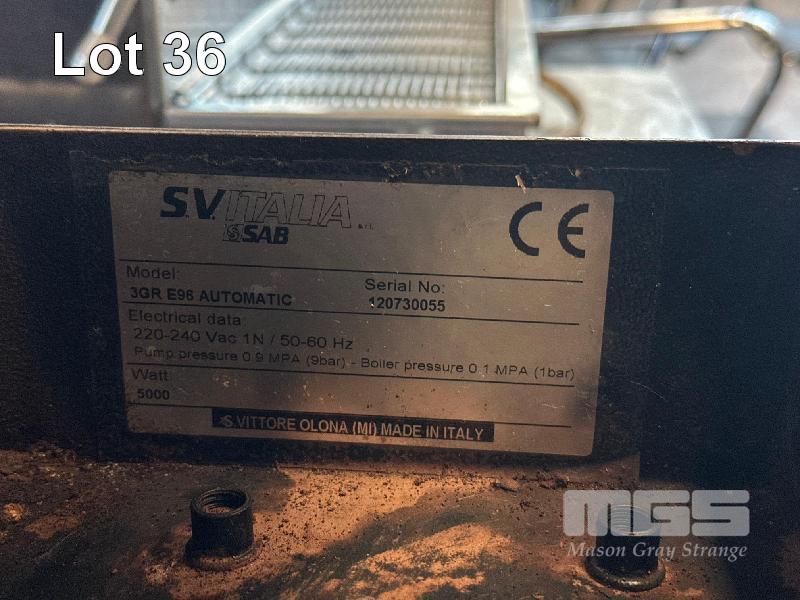 Lot 36
S.V.ITALIA s.r.l.
SAB
CE
Model:
Serial No:
3GR E96 AUTOMATIC
120730055
Electrical data:
220-240 Vac 1N / 50-60 Hz
Pump pressure 0.9 MPA (9bar) - Boiler pressure 0.1 MPA (1bar)
Watt:
5000
S.VITTORE OLONA (MI) MADE IN ITALY
MGS
Mason Gray Strange